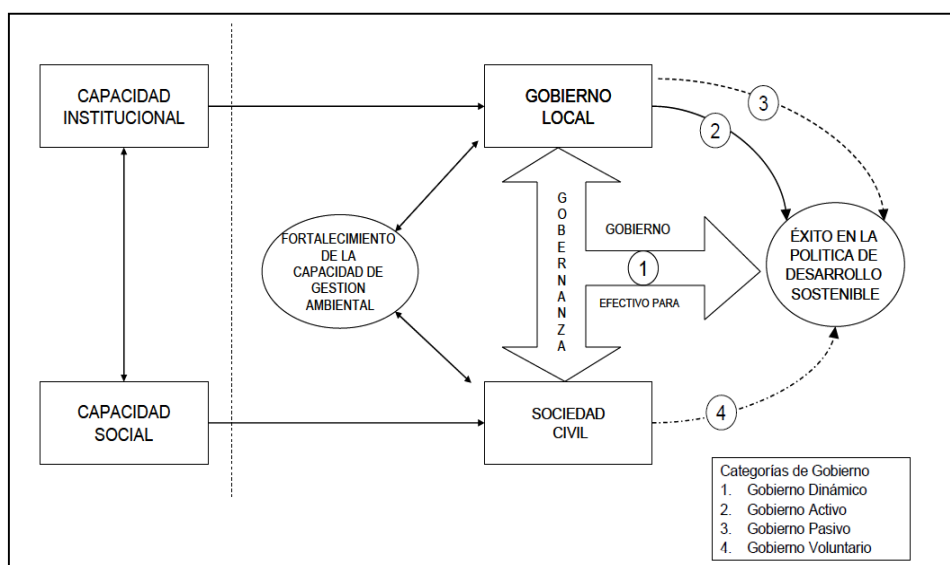 CAPACIDAD
INSTITUCIONAL
GOBIERNO
LOCAL
3
2
FORTALECIMIENTO
DE LA
CAPACIDAD DE
GESTION
AMBIENTAL
GOBERNANZA
GOBIERNO
1
EFECTIVO PARA
ÉXITO EN LA
POLITICA DE
DESARROLLO
SOSTENIBLE
CAPACIDAD
SOCIAL
SOCIEDAD
CIVIL
4
Categorías de Gobierno
1. Gobierno Dinámico
2. Gobierno Activo
3. Gobierno Pasivo
4. Gobierno Voluntario